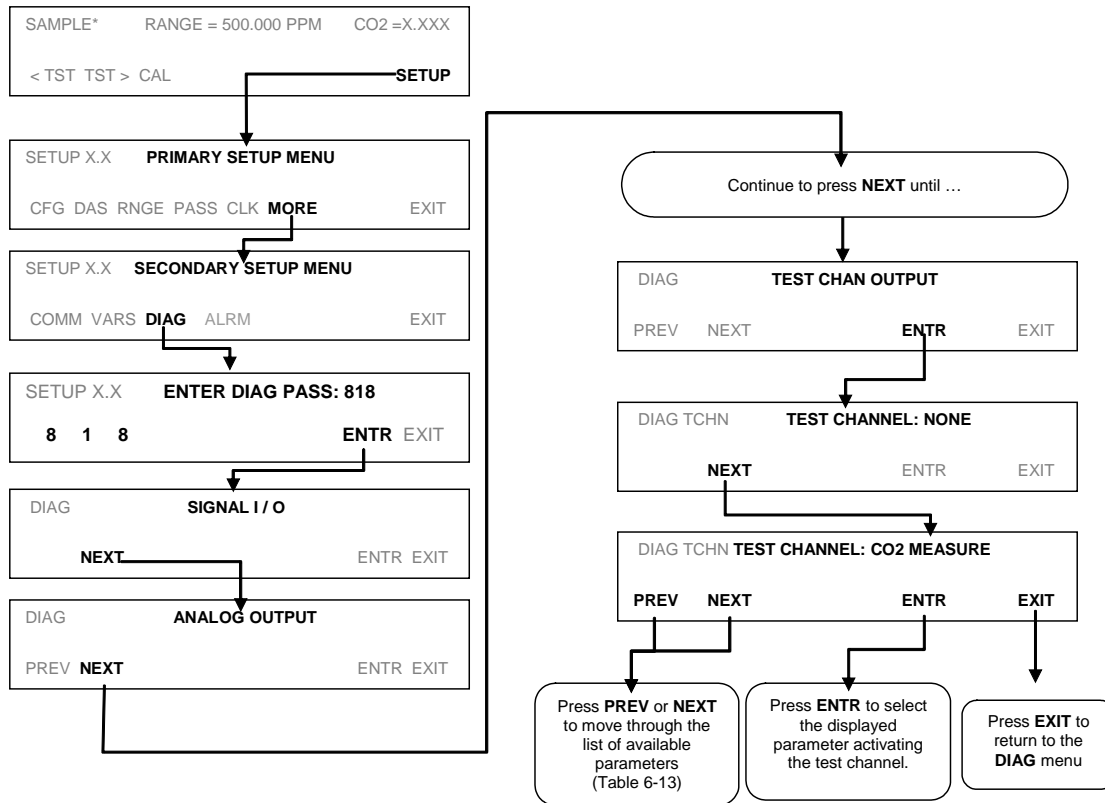 SAMPLE* RANGE = 500.000 PPM CO2 =X.XXX
< TST TST > CAL SETUP
SETUP X.X PRIMARY SETUP MENU
CFG DAS RNGE PASS CLK MORE EXIT
SETUP X.X SECONDARY SETUP MENU
COMM VARS DIAG ALRM EXIT
SETUP X.X ENTER DIAG PASS: 818
8 1 8 ENTR EXIT
DIAG SIGNAL I / O
NEXT ENTR EXIT
DIAG ANALOG OUTPUT
PREV NEXT ENTR EXIT
Continue to press NEXT until …
DIAG TEST CHAN OUTPUT
PREV NEXT ENTR EXIT
DIAG TCHN TEST CHANNEL: NONE
NEXT ENTR EXIT
DIAG TCHN TEST CHANNEL: CO2 MEASURE
PREV NEXT ENTR EXIT
Press PREV or NEXT
to move through the
list of available
parameters
(Table 6-13)
Press ENTR to select
the displayed
parameter activating
the test channel.
Press EXIT to
return to the
DIAG menu